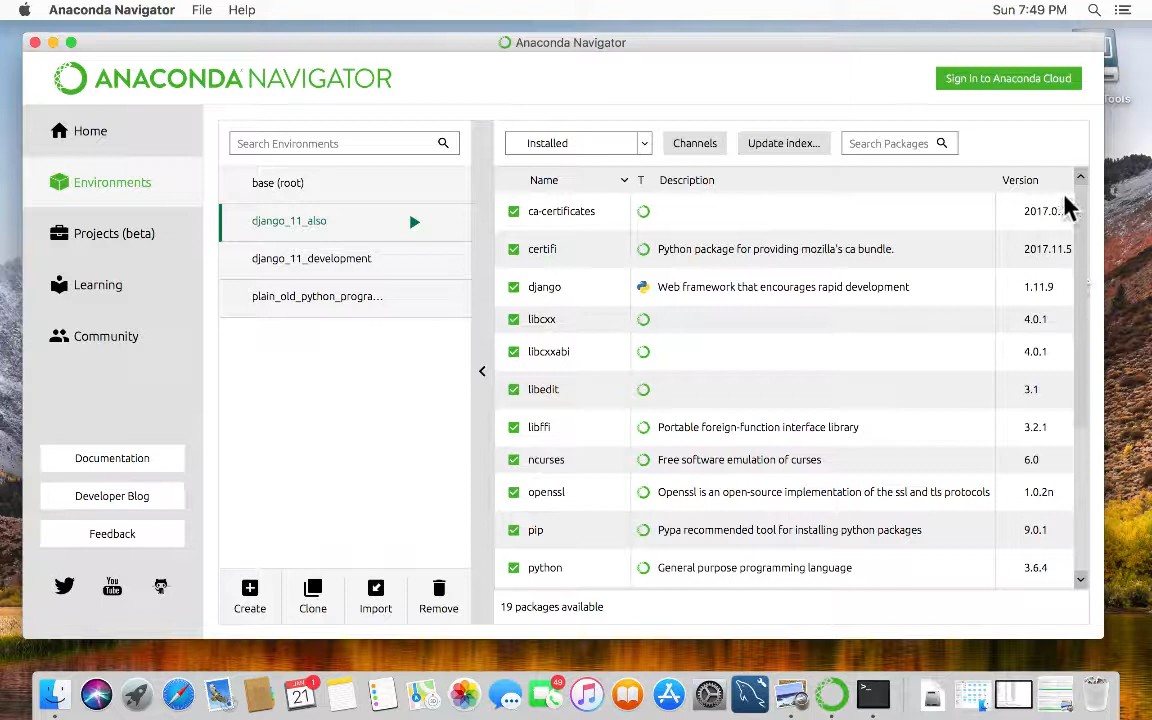 Anaconda Navigator File Help Sun 7:49 PM
Anaconda Navigator
ANACONDA NAVIGATOR
Sign in to Anaconda Cloud
Tools
Home
Environments
Projects (beta)
Learning
Community
Documentation
Developer Blog
Feedback
You
Tube
Search Environments
base (root)
django_11_also
django_11_development
plain_old_python_progra...
Create Clone Import Remove
Installed Channels Update index... Search Packages
Name T Description Version
ca-certificates 2017.0
certifi Python package for providing mozilla's ca bundle. 2017.11.5
django Web framework that encourages rapid development 1.11.9
libcxx 4.0.1
libcxxabi 4.0.1
libedit 3.1
libffi Portable foreign-function interface library 3.2.1
ncurses Free software emulation of curses 6.0
openssl Openssl is an open-source implementation of the ssl and tls protocols 1.0.2n
pip Pypa recommended tool for installing python packages 9.0.1
python General purpose programming language 3.6.4
19 packages available
JAN
21
1
49
>_